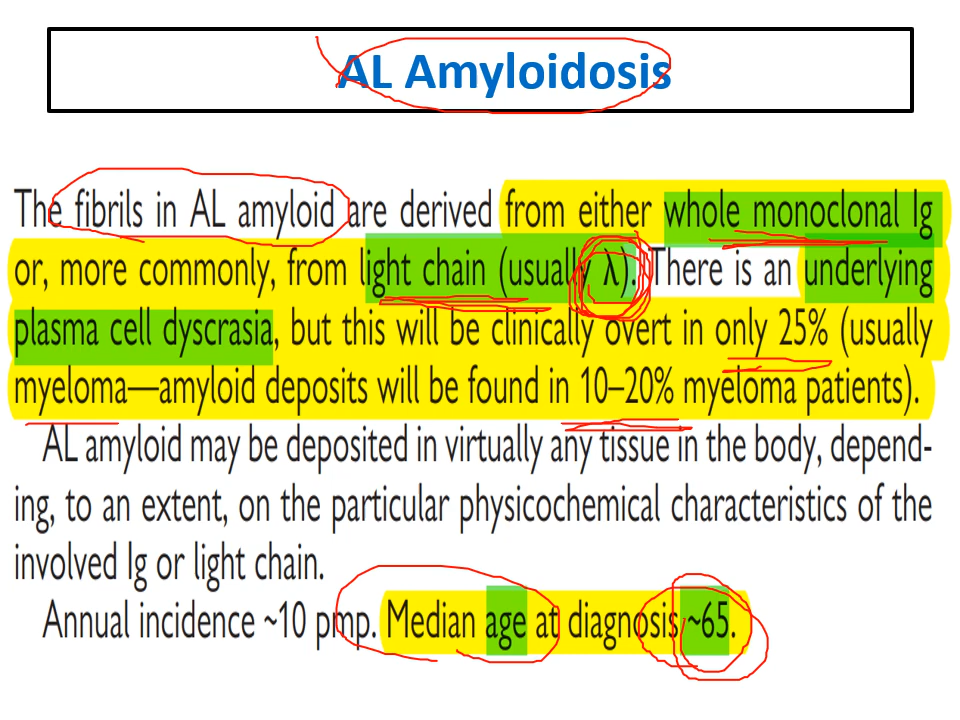 AL Amyloidosis
The fibrils in AL amyloid are derived from either whole monoclonal Ig
or, more commonly, from light chain (usually λ). There is an underlying
plasma cell dyscrasia, but this will be clinically overt in only 25% (usually
myeloma—amyloid deposits will be found in 10–20% myeloma patients).
AL amyloid may be deposited in virtually any tissue in the body, depend-
ing, to an extent, on the particular physicochemical characteristics of the
involved Ig or light chain.
Annual incidence ~10 pmp. Median age at diagnosis ~65.